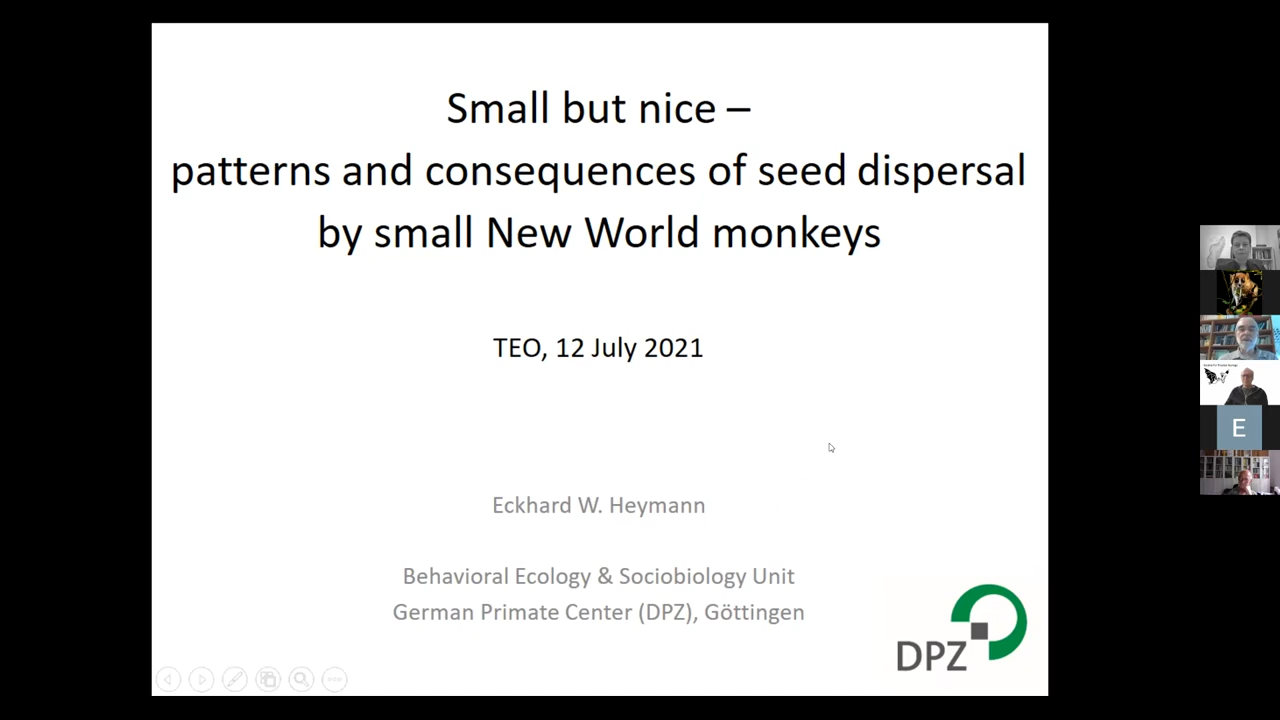 Small but nice –
patterns and consequences of seed dispersal
by small New World monkeys
TEO, 12 July 2021
Eckhard W. Heymann
Behavioral Ecology & Sociobiology Unit
German Primate Center (DPZ), Göttingen
DPZ
E